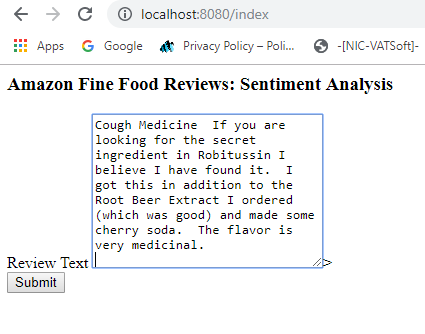 localhost:8080/index
Apps Google Privacy Policy – Poli... -[NIC-VATSoft]-
Amazon Fine Food Reviews: Sentiment Analysis
Cough Medicine  If you are
looking for the secret
ingredient in Robitussin I
believe I have found it.  I
got this in addition to the
Root Beer Extract I ordered
(which was good) and made some
cherry soda.  The flavor is
very medicinal.
Review Text >
Submit